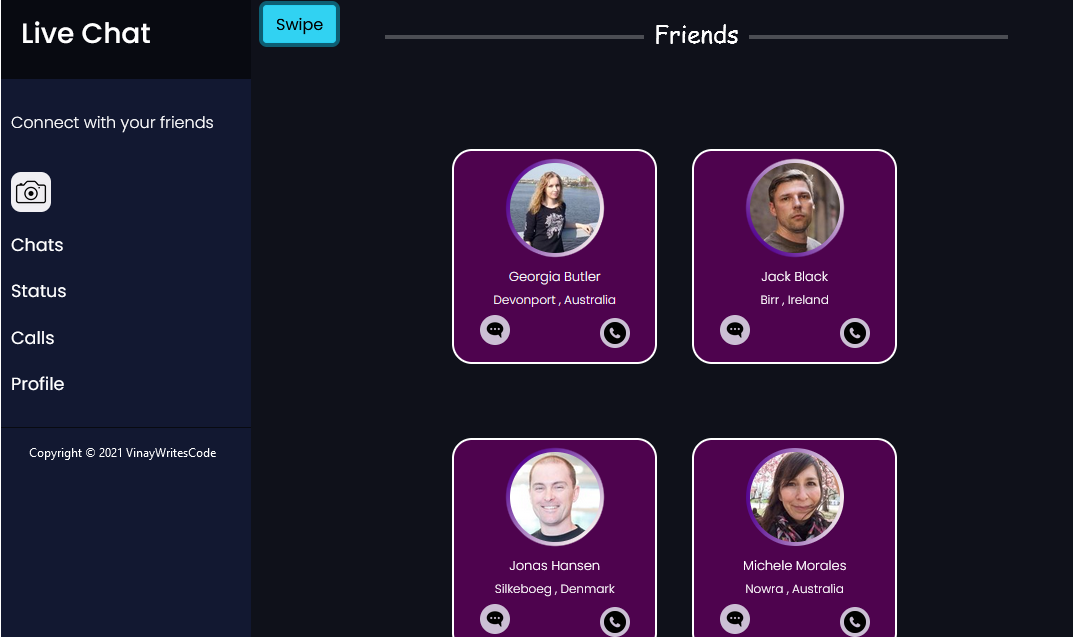 Live Chat
Swipe
Friends
Connect with your friends
Chats
Status
Calls
Profile
Copyright © 2021 VinayWritesCode
Georgia Butler
Devonport , Australia
Jack Black
Birr , Ireland
Jonas Hansen
Silkeboeg , Denmark
Michele Morales
Nowra , Australia